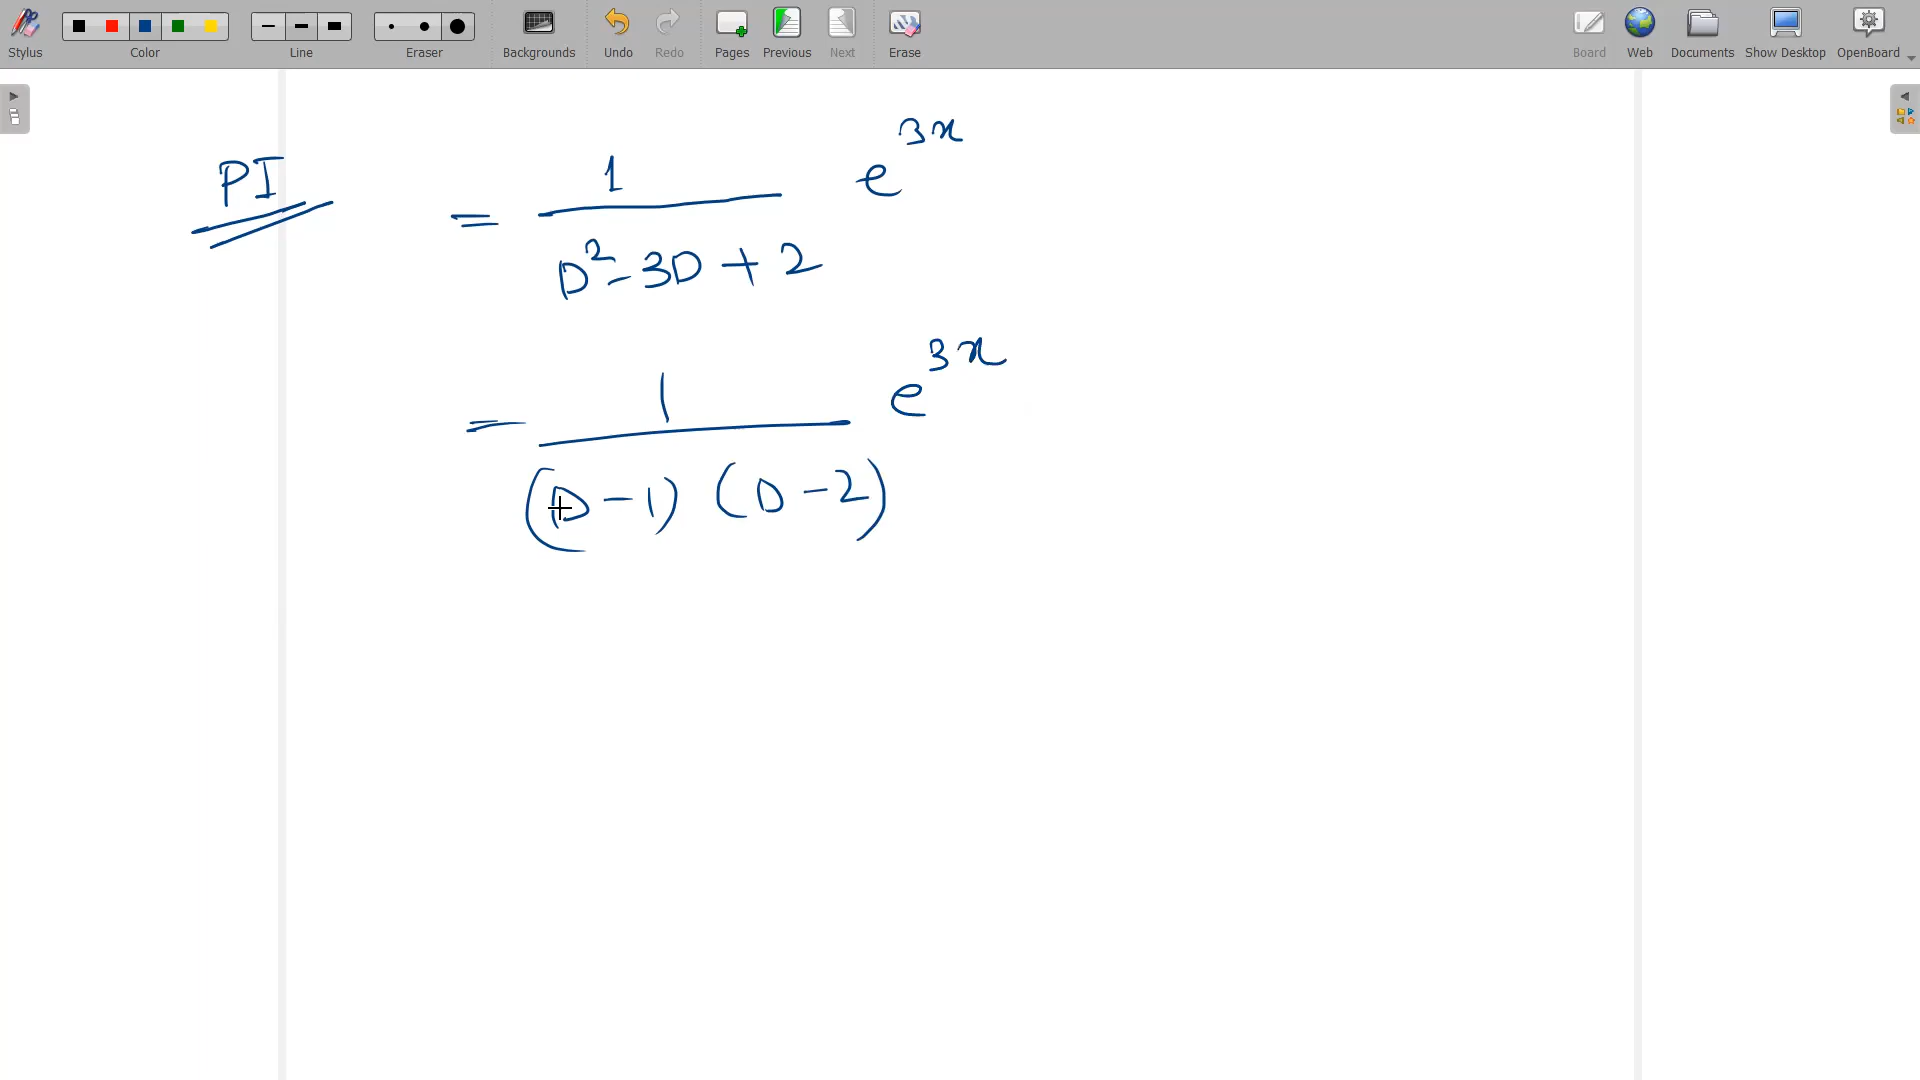 Stylus Color Line Eraser Backgrounds Undo Redo Pages Previous Next Erase Board Web Documents Show Desktop OpenBoard
PI = 1 / (D² - 3D + 2) e^{3x}
= 1 / ((D - 1) (D - 2)) e^{3x}